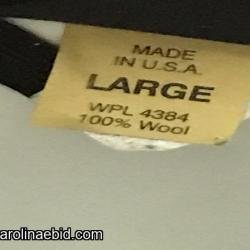 MADE
IN U.S.A.
LARGE
WPL 4384
100% Wool
arolinaebid.com